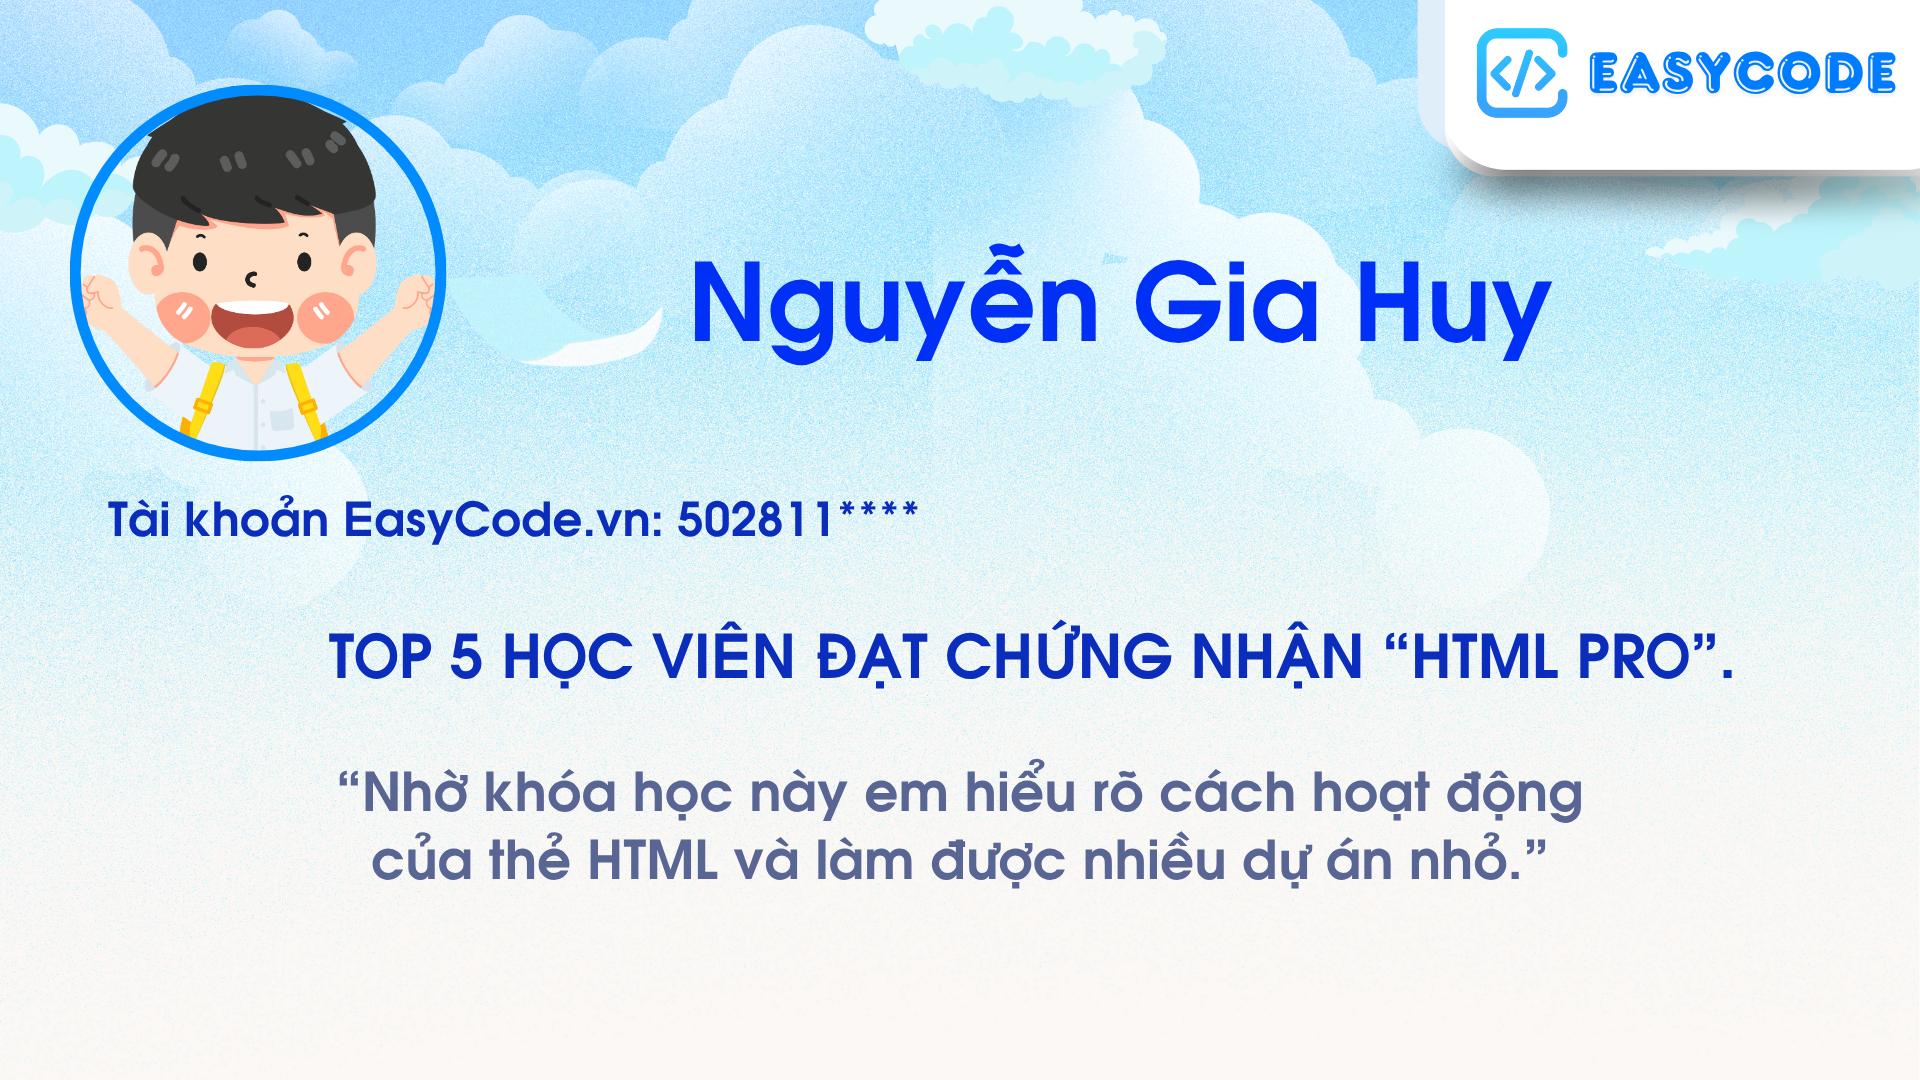 EASYCODE
Nguyễn Gia Huy
Tài khoản EasyCode.vn: 502811****
TOP 5 HỌC VIÊN ĐẠT CHỨNG NHẬN “HTML PRO”.
“Nhờ khóa học này em hiểu rõ cách hoạt động
của thẻ HTML và làm được nhiều dự án nhỏ.”